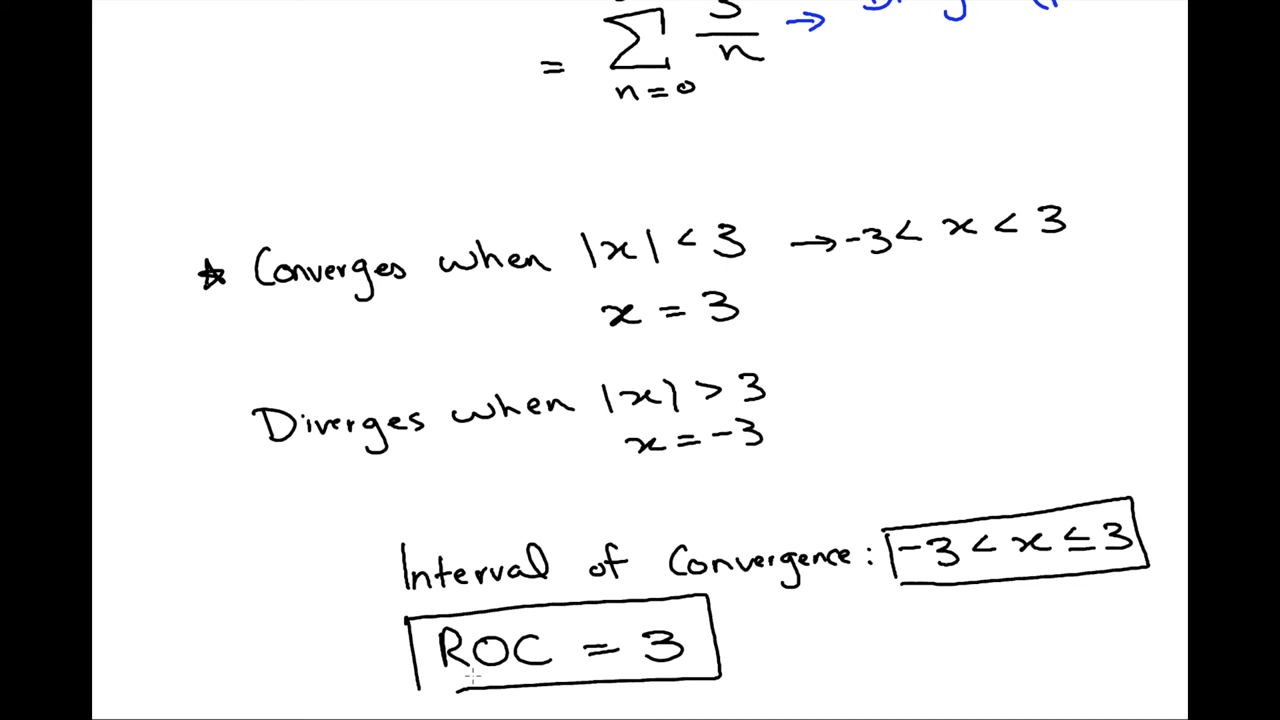 = ∑ 3/n →
n=0
★ Converges when |x| < 3 → -3 < x < 3
x = 3
Diverges when |x| > 3
x = -3
Interval of Convergence: -3 < x ≤ 3
ROC = 3